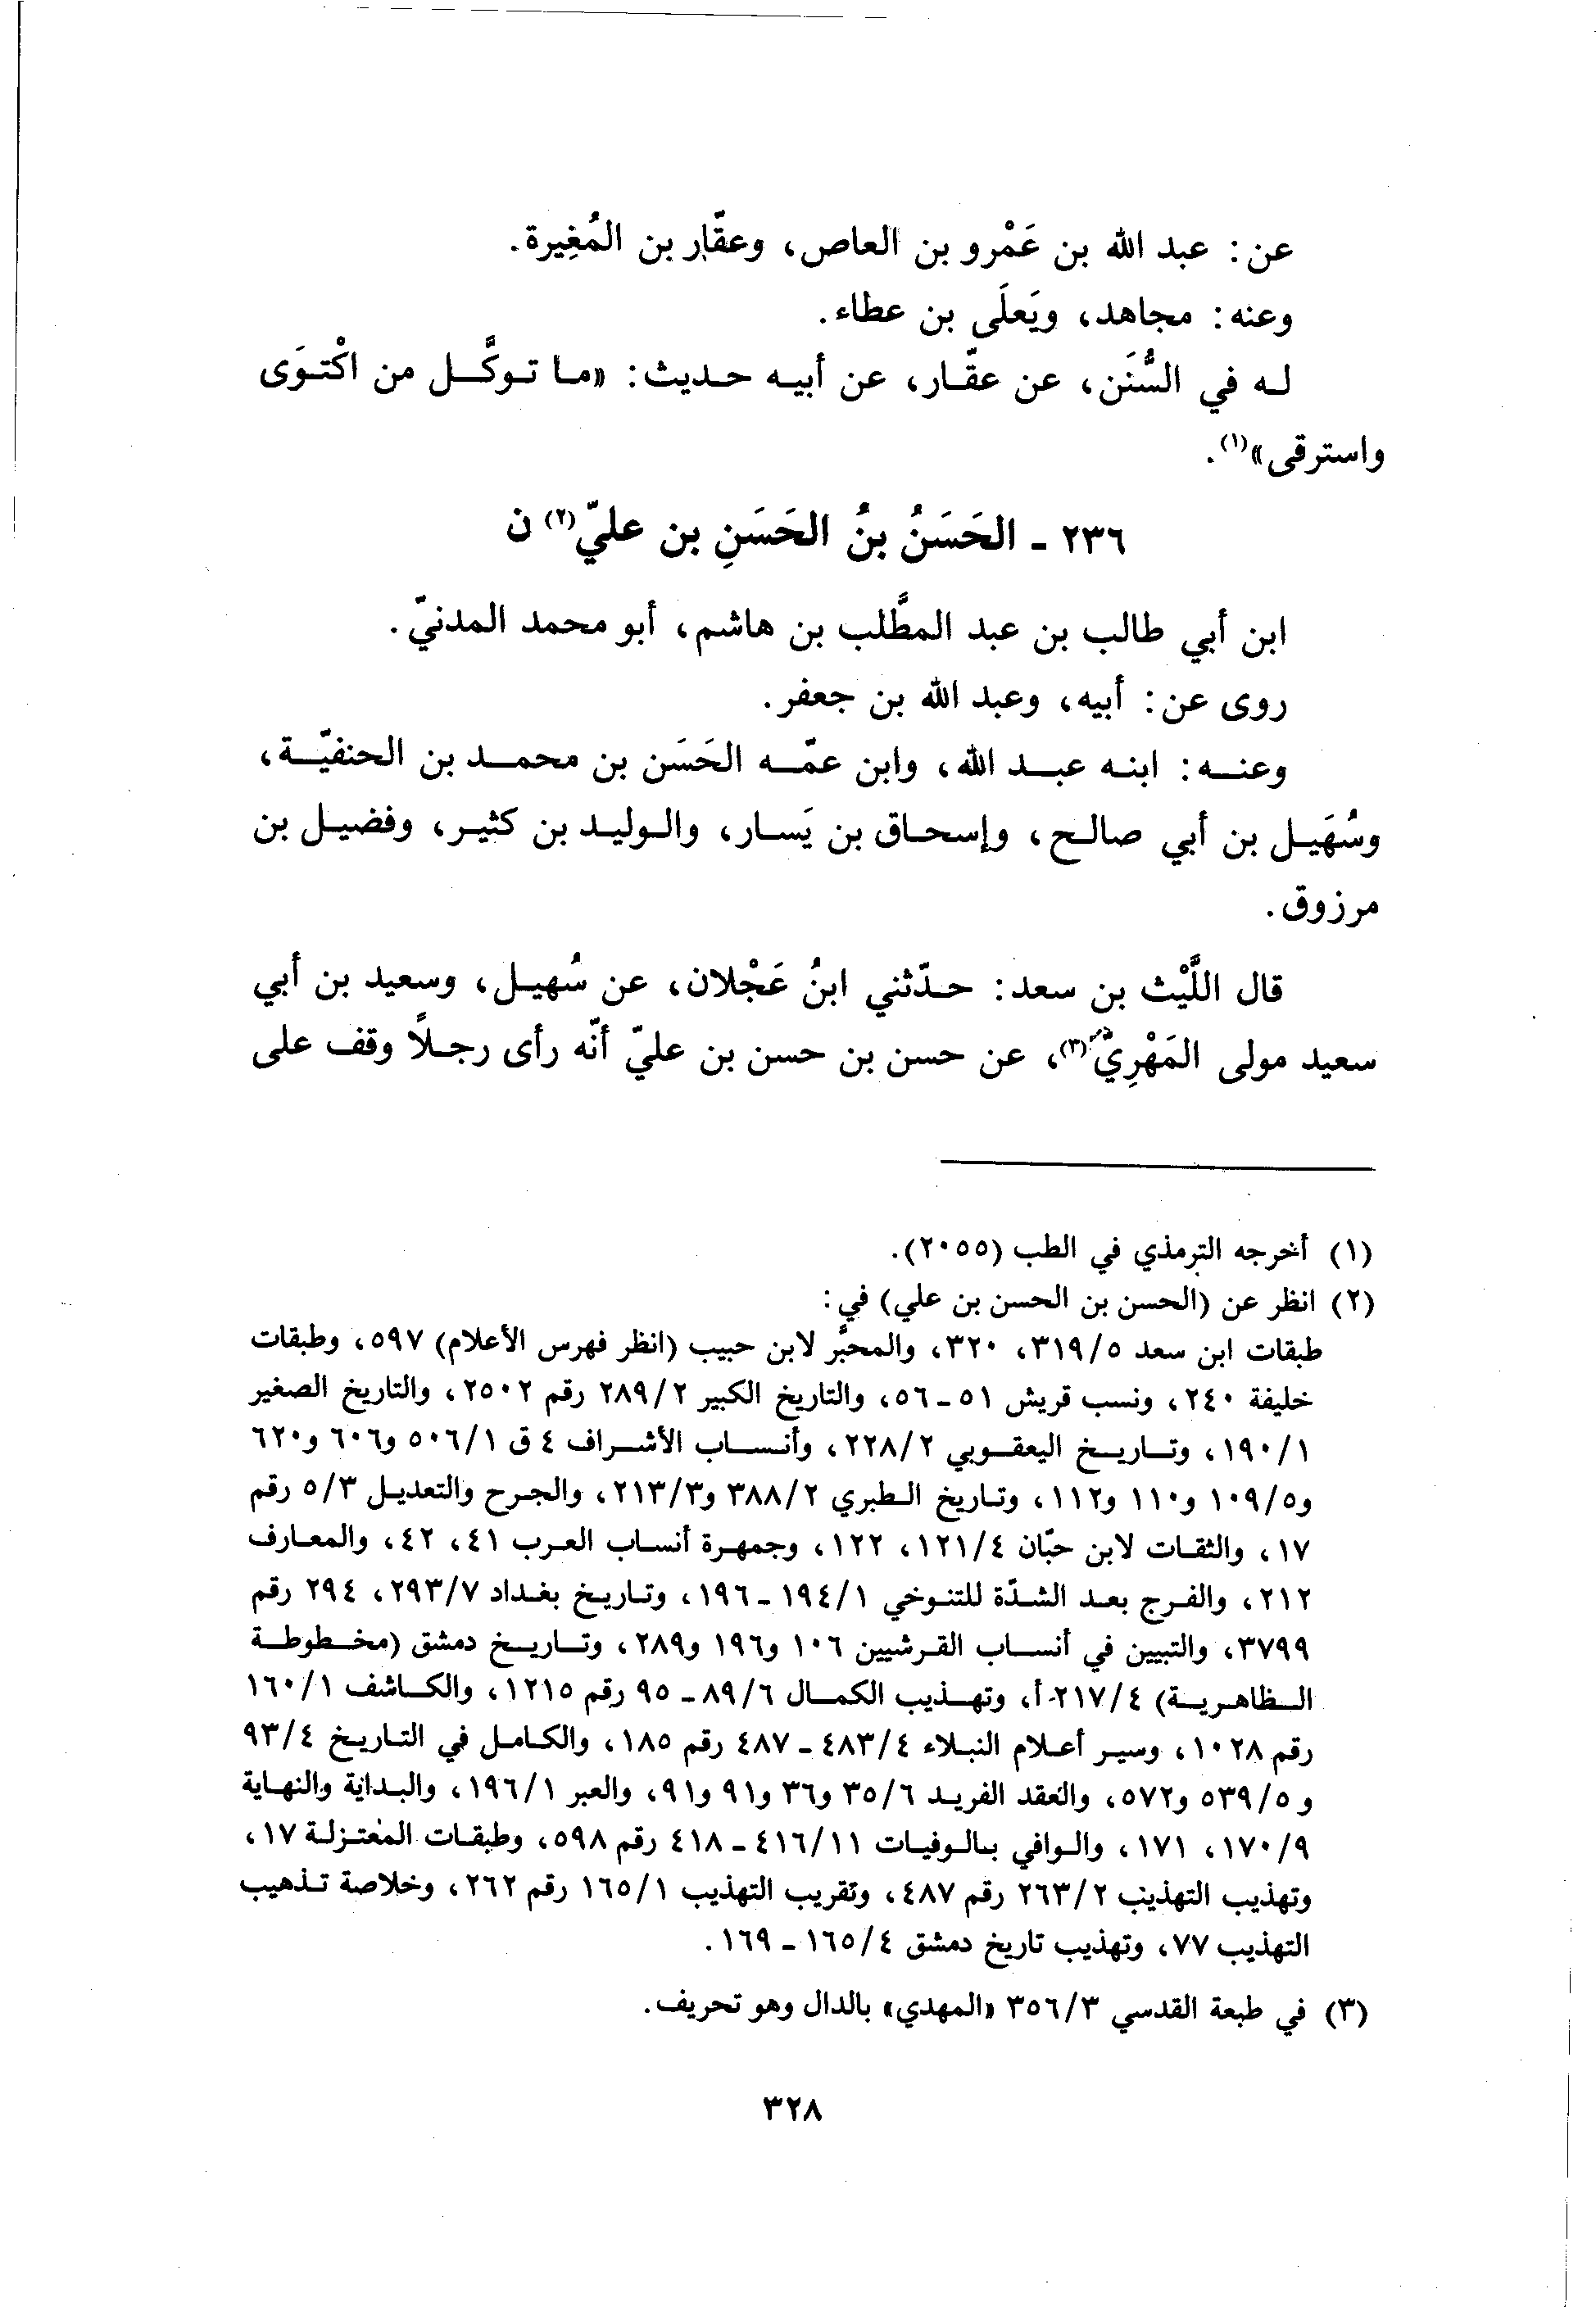 عن : عبد الله بن عَمْرو بن العاص، وعقّار بن المُغِيرة.
وعنه : مجاهد، ويَعلَى بن عطاء.
له في السُّنَن، عن عقّار، عن أبيه حديث: «ما توكَّل من اكْتوَى
واسترقى»(١).
٢٣٦ ـ الحَسَنُ بنُ الحَسَنِ بن عليّ(٢) ن
ابن أبي طالب بن عبد المطَّلب بن هاشم، أبو محمد المدنيّ.
روى عن : أبيه، وعبد الله بن جعفر.
وعنه : ابنه عبد الله، وابن عمّه الحَسَن بن محمد بن الحنفيّة،
وسُهَيل بن أبي صالح، وإسحاق بن يَسار، والوليد بن كثير، وفضيل بن
مرزوق.
قال اللَّيْث بن سعد: حدّثني ابنُ عَجْلان، عن سُهيل، وسعيد بن أبي
سعيد مولى المَهْرِيّ(٣)، عن حسن بن حسن بن عليّ أنّه رأى رجلاً وقف على
(١) أخرجه الترمذي في الطب (٢٠٥٥).
(٢) انظر عن (الحسن بن الحسن بن علي) في :
طبقات ابن سعد ٣١٩/٥، ٣٢٠، والمحبَّر لابن حبيب (انظر فهرس الأعلام) ٥٩٧، وطبقات
خليفة ٢٤٠، ونسب قريش ٥١ ـ ٥٦، والتاريخ الكبير ٢٨٩/٢ رقم ٢٥٠٢، والتاريخ الصغير
١٩٠/١، وتاريخ اليعقوبي ٢٢٨/٢، وأنساب الأشراف ٤ ق ٥٠٦/١ و٦٠٦ و٦٢٠
و١٠٩/٥ و١١٠ و١١٢، وتاريخ الطبري ٣٨٨/٢ و٢١٣/٣، والجرح والتعديل ٥/٣ رقم
١٧، والثقات لابن حبّان ١٢١/٤، ١٢٢، وجمهرة أنساب العرب ٤١، ٤٢، والمعارف
٢١٢، والفرج بعد الشدّة للتنوخي ١٩٤/١ ـ ١٩٦، وتاريخ بغداد ٢٩٣/٧، ٢٩٤ رقم
٣٧٩٩، والتبيين في أنساب القرشيين ١٠٦ و١٩٦ و٢٨٩، وتاريخ دمشق (مخطوطة
الظاهرية) ٢١٧/٤ أ، وتهذيب الكمال ٨٩/٦ ـ ٩٥ رقم ١٢١٥، والكاشف ١٦٠/١
رقم ١٠٢٨، وسير أعلام النبلاء ٤٨٣/٤ ـ ٤٨٧ رقم ١٨٥، والكامل في التاريخ ٩٣/٤
و ٥٣٩/٥ و٥٧٢، والعقد الفريد ٣٥/٦ و٣٦ و٩١ و٩١، والعبر ١٩٦/١، والبداية والنهاية
١٧٠/٩، ١٧١، والوافي بالوفيات ٤١٦/١١ ـ ٤١٨ رقم ٥٩٨، وطبقات المعتزلة ١٧،
وتهذيب التهذيب ٢٦٣/٢ رقم ٤٨٧، وتقريب التهذيب ١٦٥/١ رقم ٢٦٢، وخلاصة تذهيب
التهذيب ٧٧، وتهذيب تاريخ دمشق ١٦٥/٤ ـ ١٦٩.
(٣) في طبعة القدسي ٣٥٦/٣ «المهدي» بالدال وهو تحريف.
٣٢٨